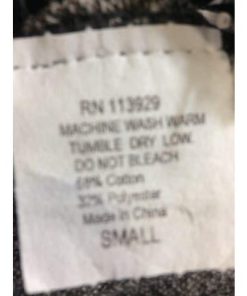 RN 113929
MACHINE WASH WARM
TUMBLE DRY LOW
DO NOT BLEACH
68% Cotton
32% Polyester
Made in China
SMALL